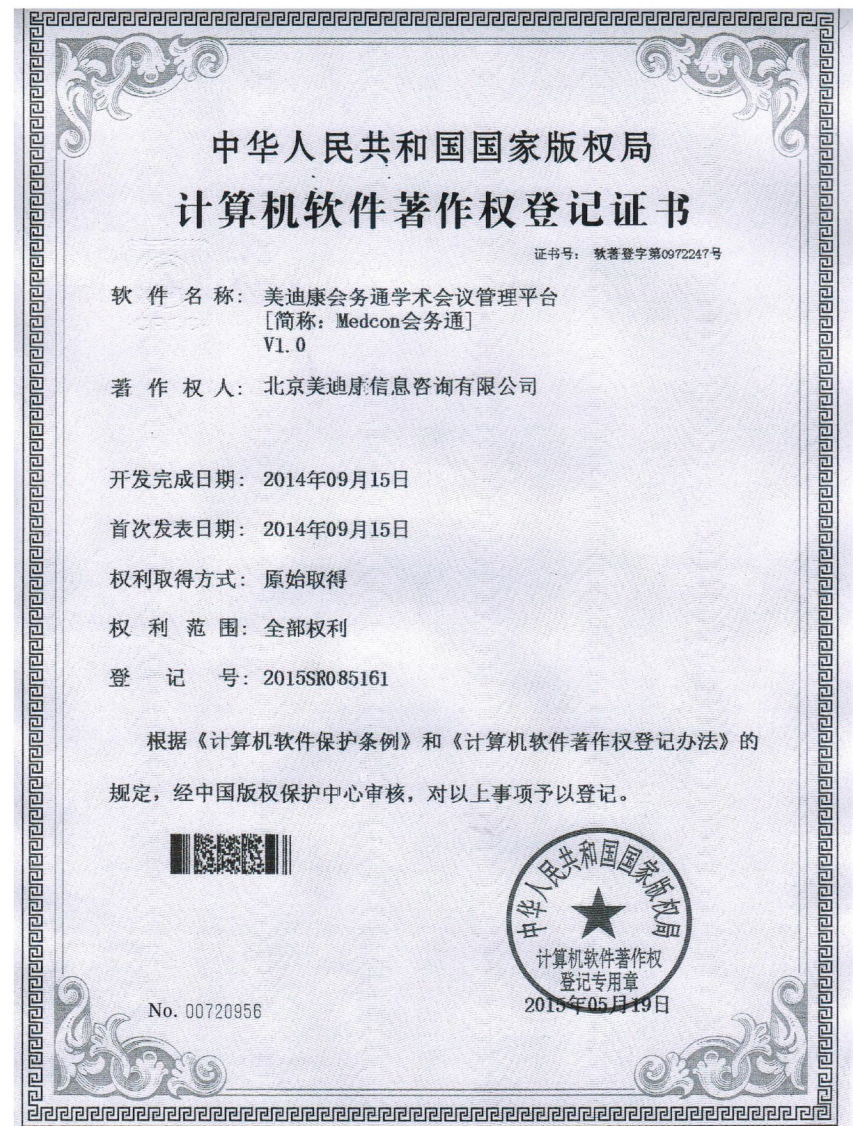 中华人民共和国国家版权局
计算机软件著作权登记证书
证书号: 软著登字第0972247号
软件名称: 美迪康会务通学术会议管理平台
[简称: Medcon会务通]
V1.0
著作权人: 北京美迪康信息咨询有限公司
开发完成日期: 2014年09月15日
首次发表日期: 2014年09月15日
权利取得方式: 原始取得
权利范围: 全部权利
登记号: 2015SR085161
根据《计算机软件保护条例》和《计算机软件著作权登记办法》的
规定，经中国版权保护中心审核，对以上事项予以登记。
中华人民共和国国家版权局
计算机软件著作权
登记专用章
2015年05月19日
No. 00720956